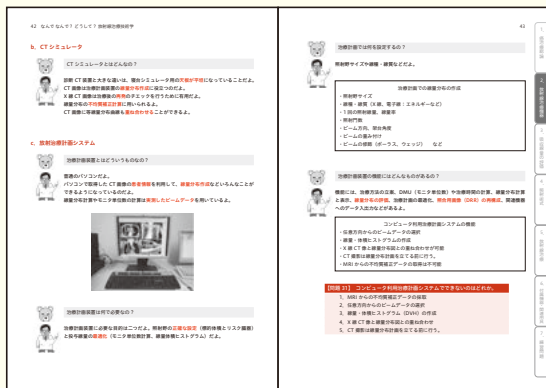 42 なんでなんで？どうして？放射線治療技術学
b. CT シミュレータ
CT シミュレータとはどんなの？
診断 CT 装置と大きな違いは、寝台シミュレータ用の天板が平坦になっていることだよ。
CT 画像は治療計画装置の線量分布作成に役立つのだよ。
X 線 CT 画像は治療後の再発のチェックを行うために有用だよ。
線量分布の不均質補正計算に用いられるよ。
CT 画像に等線量分布曲線も重ね合わせることができるよ。
c. 放射線治療計画システム
治療計画装置とはどういうものなの？
普通のパソコンだよ。
パソコンで取得した CT 画像の患者情報を利用して、線量分布作成などいろんなことが
できるようになっているのだよ。
線量分布計算やモニタ単位数の計算は実測したビームデータを用いているよ。
治療計画装置は何で必要なの？
治療計画装置に必要な目的は二つだよ。照射野の正確な設定（標的体積とリスク臓器）
と投与線量の最適化（モニタ単位数計算、線量体積ヒストグラム）だよ。
43
治療計画では何を設定するの？
照射野サイズや線種・線質などだよ。
治療計画での線量分布の作成
・照射野サイズ
・線種・線質（X 線、電子線：エネルギーなど）
・1 回の照射線量、線量率
・照射門数
・ビーム方向、架台角度
・ビームの重み付け
・ビームの修飾（ボーラス、ウェッジ） など
治療計画装置の機能にはどんなものがあるの？
機能には、治療方法の立案、DMU（モニタ単位）や治療時間の計算、線量分布計算
と表示、線量分布の評価、治療計画の最適化、照合用画像（DRR）の再構成、関連機器
へのデータ入出力などがあるよ。
コンピュータ利用治療計画システムの機能
・任意方向からのビームデータの選択
・線量・体積ヒストグラムの作成
・X 線 CT 像と線量分布図との重ね合わせが可能
・CT 撮影は線量分布計画を立てる前に行う。
・MRI からの不均質補正データの取得は不可能
【問題 31】 コンピュータ利用治療計画システムでできないのはどれか。
1．MRI からの不均質補正データの採取
2．任意方向からのビームデータの選択
3．線量・体積ヒストグラム（DVH）の作成
4．X 線 CT 像と線量分布図との重ね合わせ
5．CT 撮影は線量分布計画を立てる前に行う。